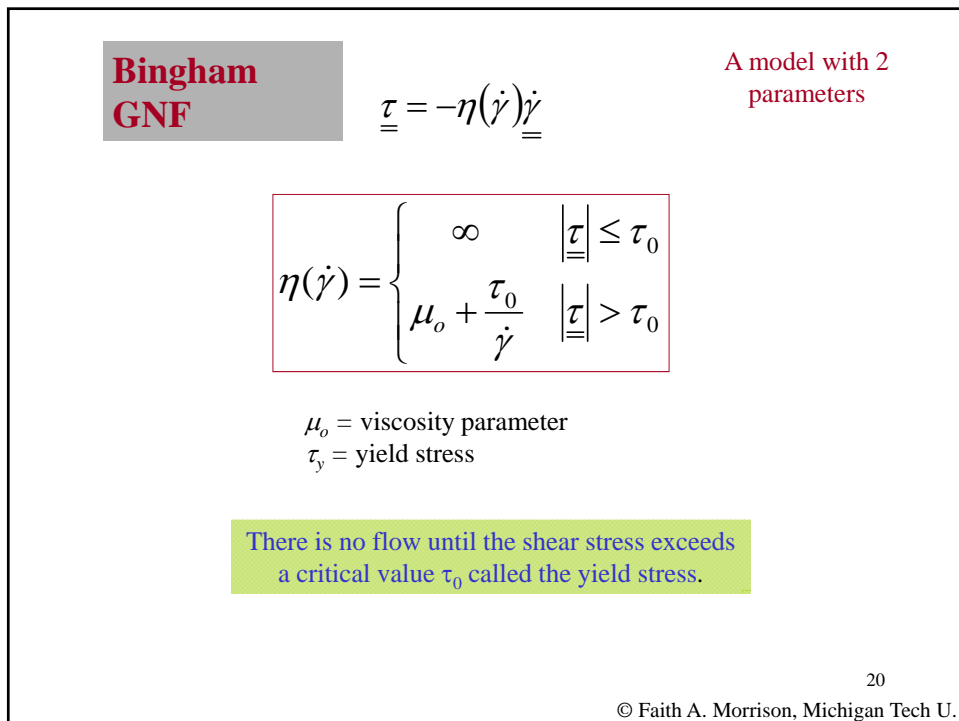 Bingham
GNF
A model with 2
parameters
τ̳ = −η(γ̇)γ̳̇
η(γ̇) = { ∞  |τ̳| ≤ τ₀
μₒ + τ₀/γ̇  |τ̳| > τ₀
μₒ = viscosity parameter
τᵧ = yield stress
There is no flow until the shear stress exceeds
a critical value τ₀ called the yield stress.
20
© Faith A. Morrison, Michigan Tech U.